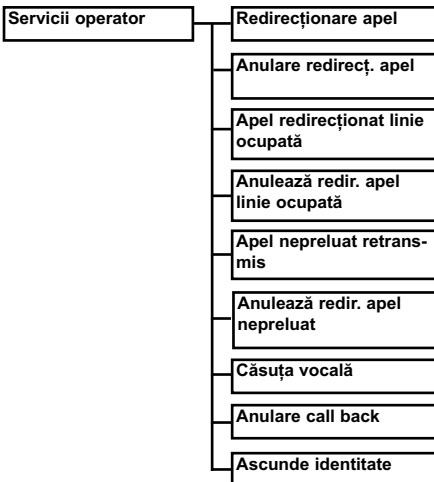 Servicii operator
Redirecționare apel
Anulare redirecț. apel
Apel redirecționat linie
ocupată
Anulează redir. apel
linie ocupată
Apel nepreluat retrans-
mis
Anulează redir. apel
nepreluat
Căsuța vocală
Anulare call back
Ascunde identitate